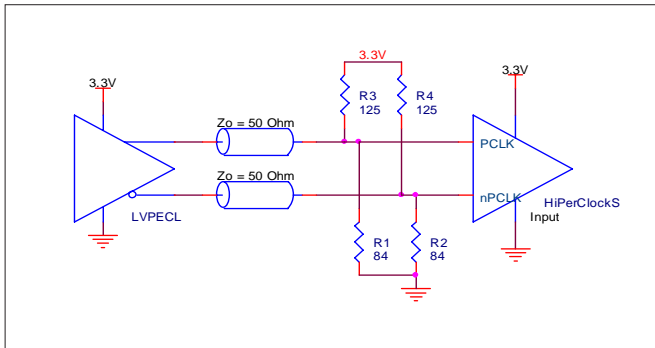 3.3V
3.3V
3.3V
R3
125
R4
125
Zo = 50 Ohm
PCLK
Zo = 50 Ohm
nPCLK
HiPerClockS
Input
LVPECL
R1
84
R2
84